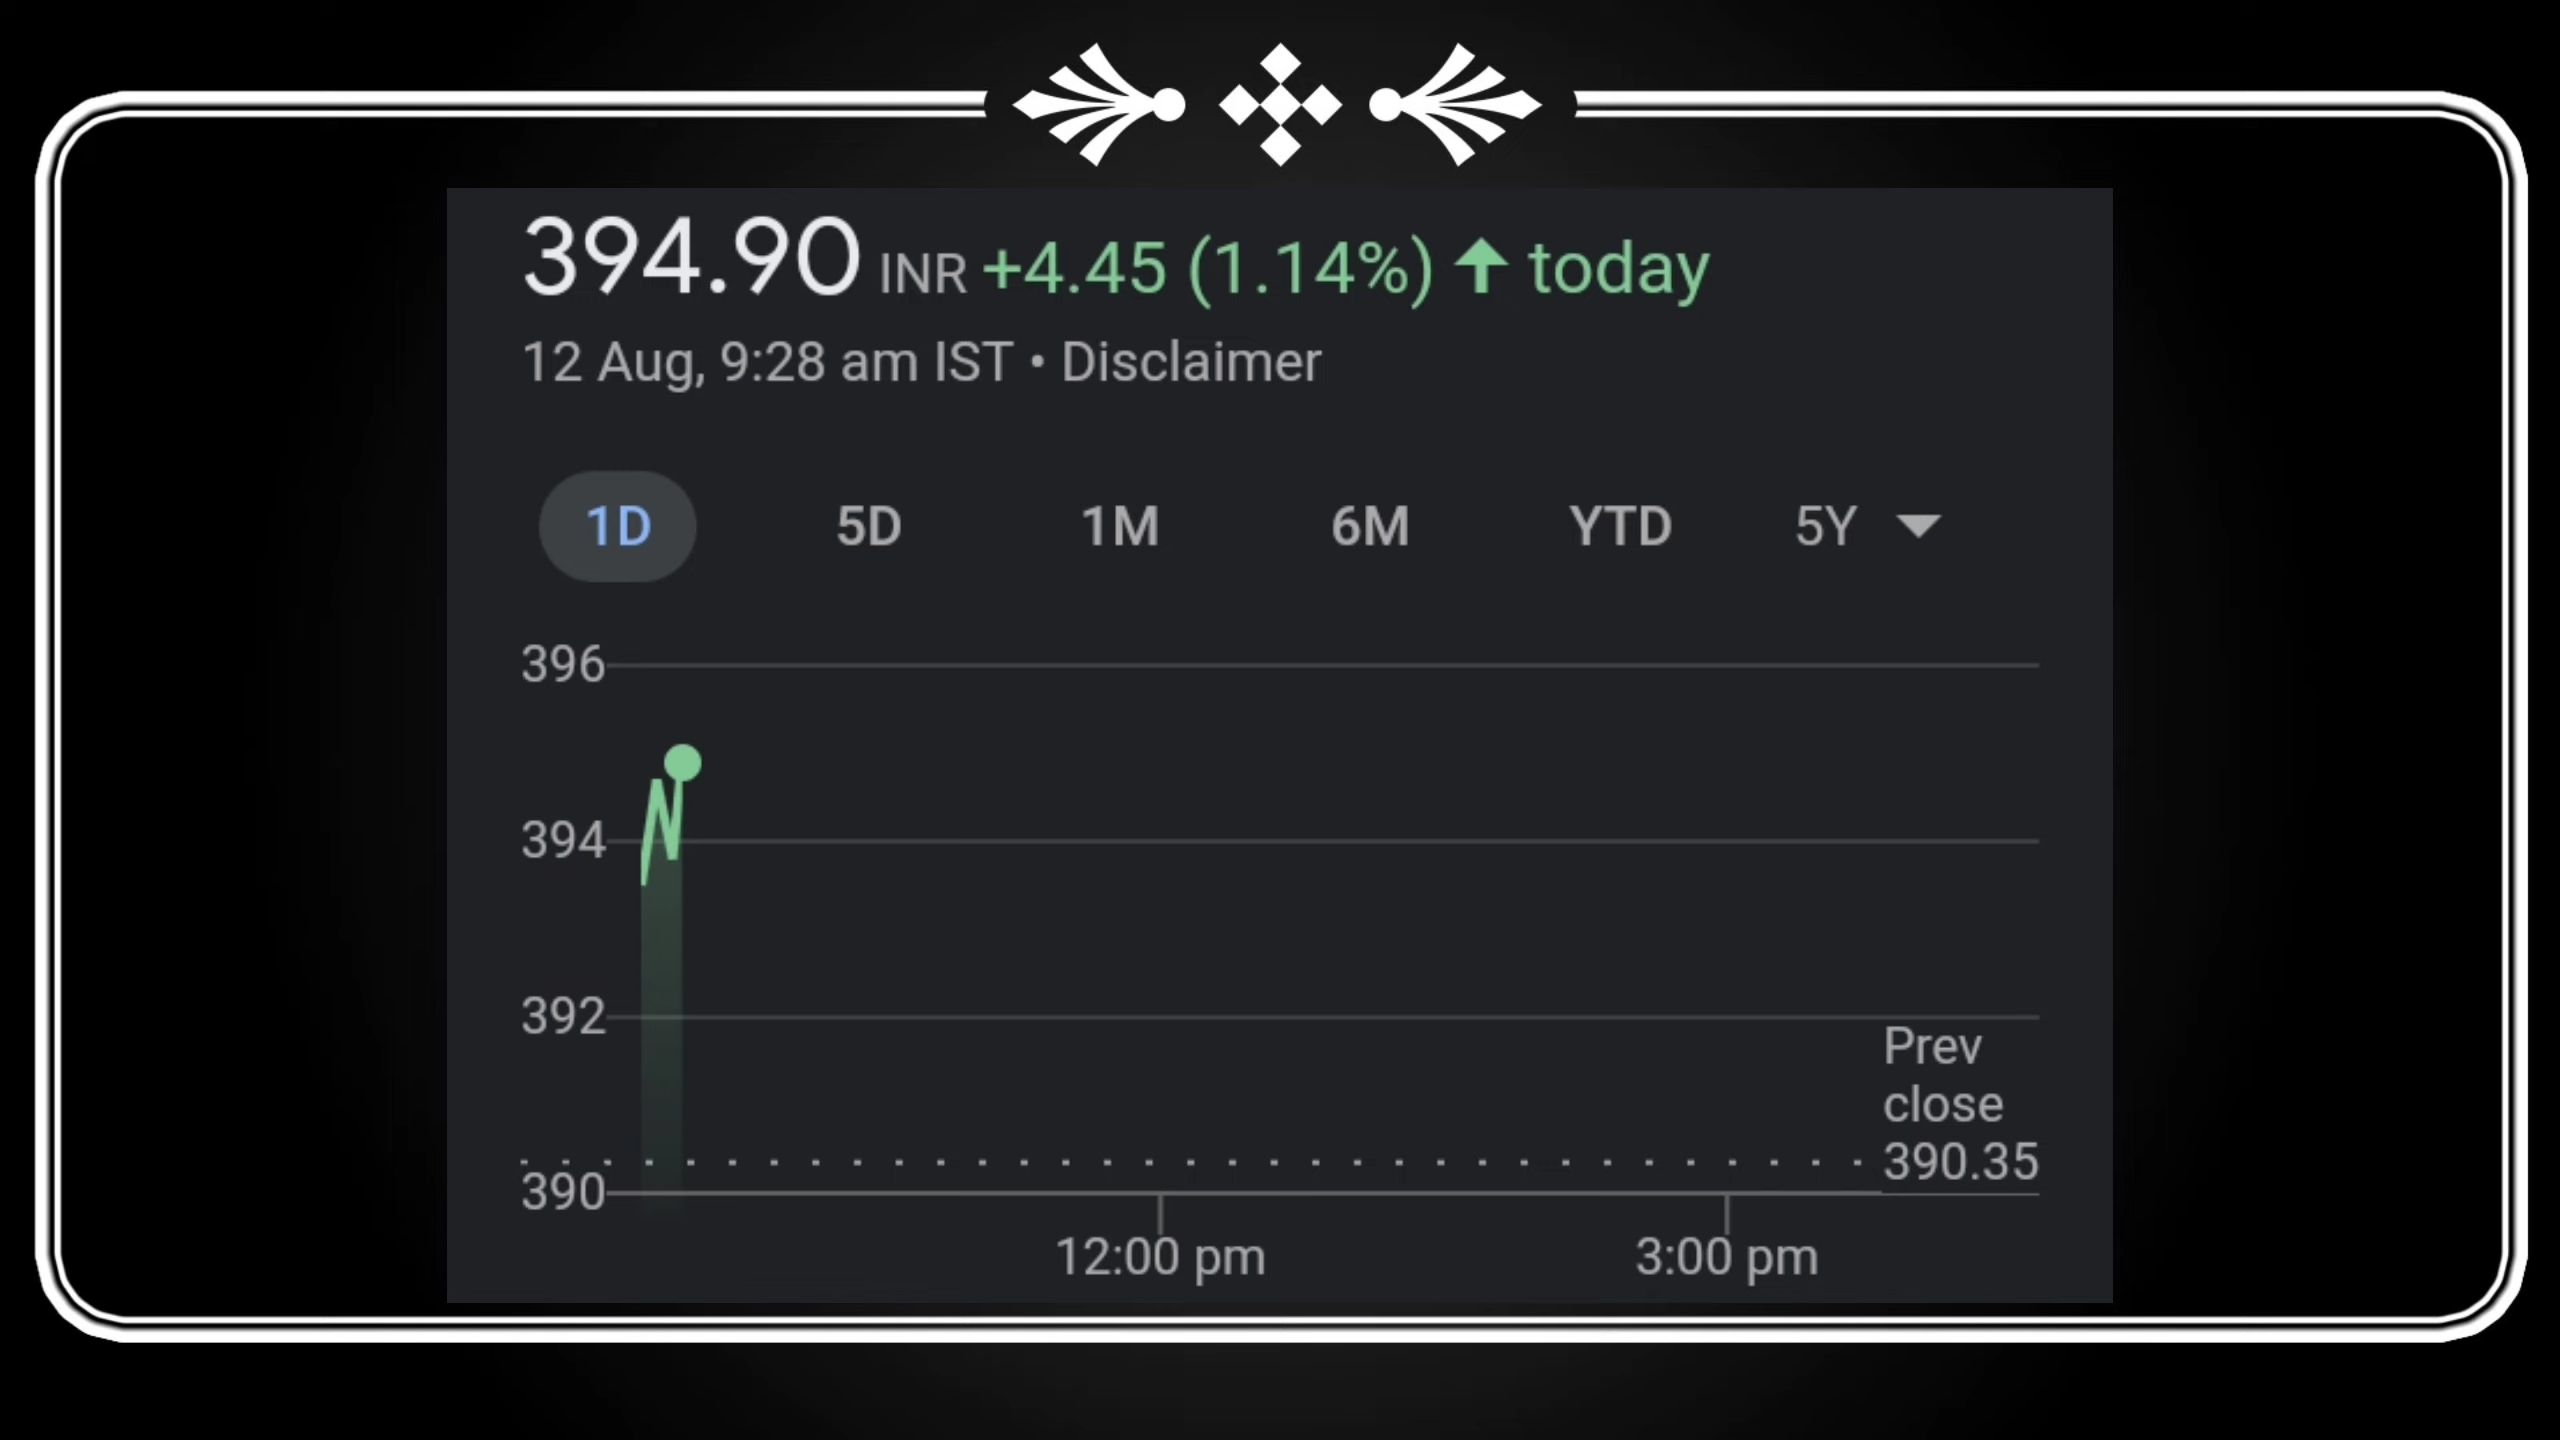 394.90 INR +4.45 (1.14%) ↑ today
12 Aug, 9:28 am IST • Disclaimer
1D 5D 1M 6M YTD 5Y
396
394
392
Prev
close
390.35
390
12:00 pm 3:00 pm